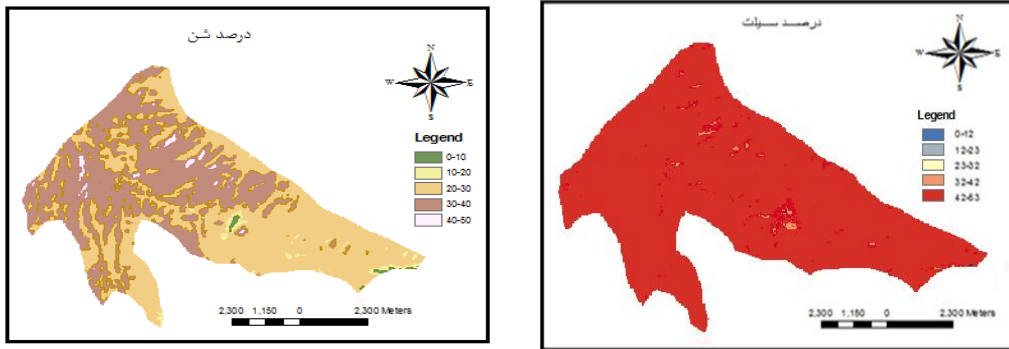 درصد شن
N
W
E
S
Legend
0-10
10-20
20-30
30-40
40-50
2,300 1,150 0 2,300 Meters
درصد سیلت
N
W
E
S
Legend
0-12
12-23
23-32
32-42
42-63
2,300 1,150 0 2,300 Meters